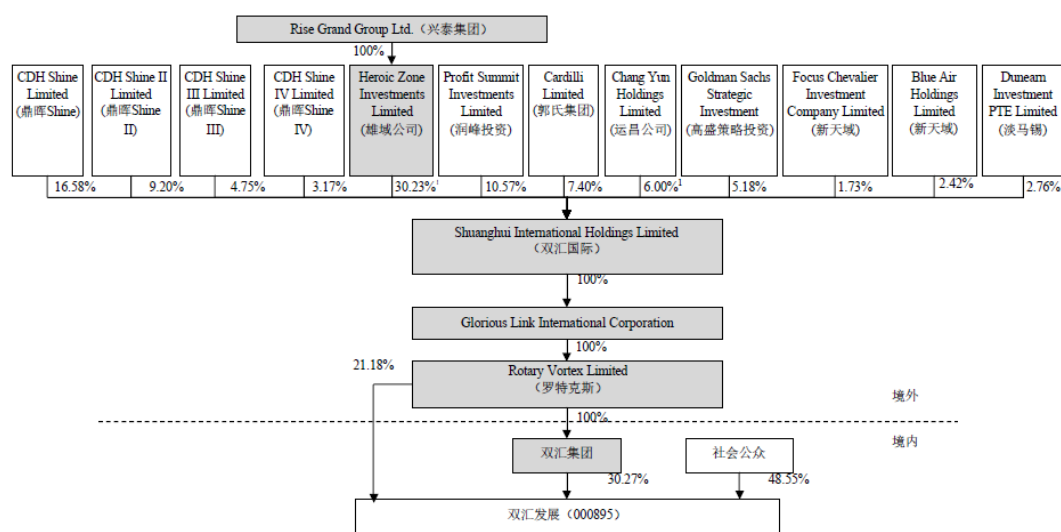 Rise Grand Group Ltd.（兴泰集团）
100%
CDH Shine
Limited
(鼎晖Shine)
CDH Shine II
Limited
(鼎晖Shine
II)
CDH Shine
III Limited
(鼎晖Shine
III)
CDH Shine
IV Limited
(鼎晖Shine
IV)
Heroic Zone
Investments
Limited
(雄域公司)
Profit Summit
Investments
Limited
(润峰投资)
Cardilli Limited
(郭氏集团)
Chang Yun
Holdings
Limited
(运昌公司)
Goldman Sachs
Strategic
Investment
(高盛策略投资)
Focus Chevalier
Investment
Company Limited
(新天域)
Blue Air
Holdings
Limited
(新天域)
Dunearn
Investment
PTE Limited
(淡马锡)
16.58%
9.20%
4.75%
3.17%
30.23%¹
10.57%
7.40%
6.00%¹
5.18%
1.73%
2.42%
2.76%
Shuanghui International Holdings Limited
（双汇国际）
100%
Glorious Link International Corporation
100%
21.18%
Rotary Vortex Limited
（罗特克斯）
境外
100%
境内
双汇集团
社会公众
30.27%
48.55%
双汇发展（000895）